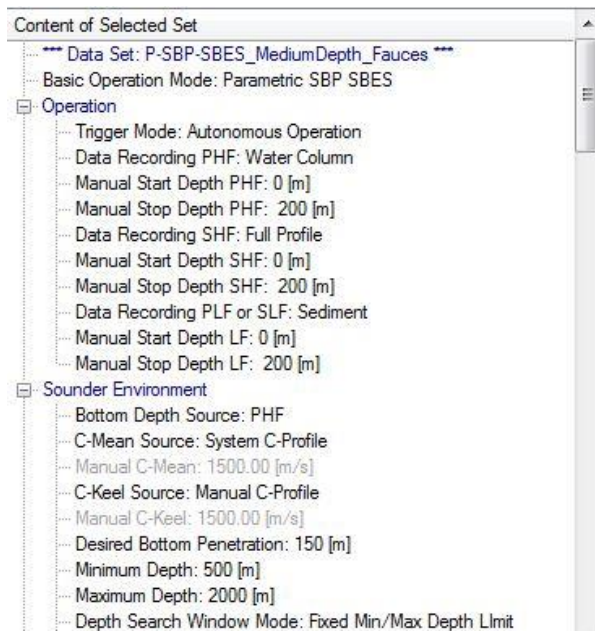 Content of Selected Set
*** Data Set: P-SBP-SBES_MediumDepth_Fauces ***
Basic Operation Mode: Parametric SBP SBES
Operation
Trigger Mode: Autonomous Operation
Data Recording PHF: Water Column
Manual Start Depth PHF: 0 [m]
Manual Stop Depth PHF: 200 [m]
Data Recording SHF: Full Profile
Manual Start Depth SHF: 0 [m]
Manual Stop Depth SHF: 200 [m]
Data Recording PLF or SLF: Sediment
Manual Start Depth LF: 0 [m]
Manual Stop Depth LF: 200 [m]
Sounder Environment
Bottom Depth Source: PHF
C-Mean Source: System C-Profile
Manual C-Mean: 1500.00 [m/s]
C-Keel Source: Manual C-Profile
Manual C-Keel: 1500.00 [m/s]
Desired Bottom Penetration: 150 [m]
Minimum Depth: 500 [m]
Maximum Depth: 2000 [m]
Depth Search Window Mode: Fixed Min/Max Depth LImit